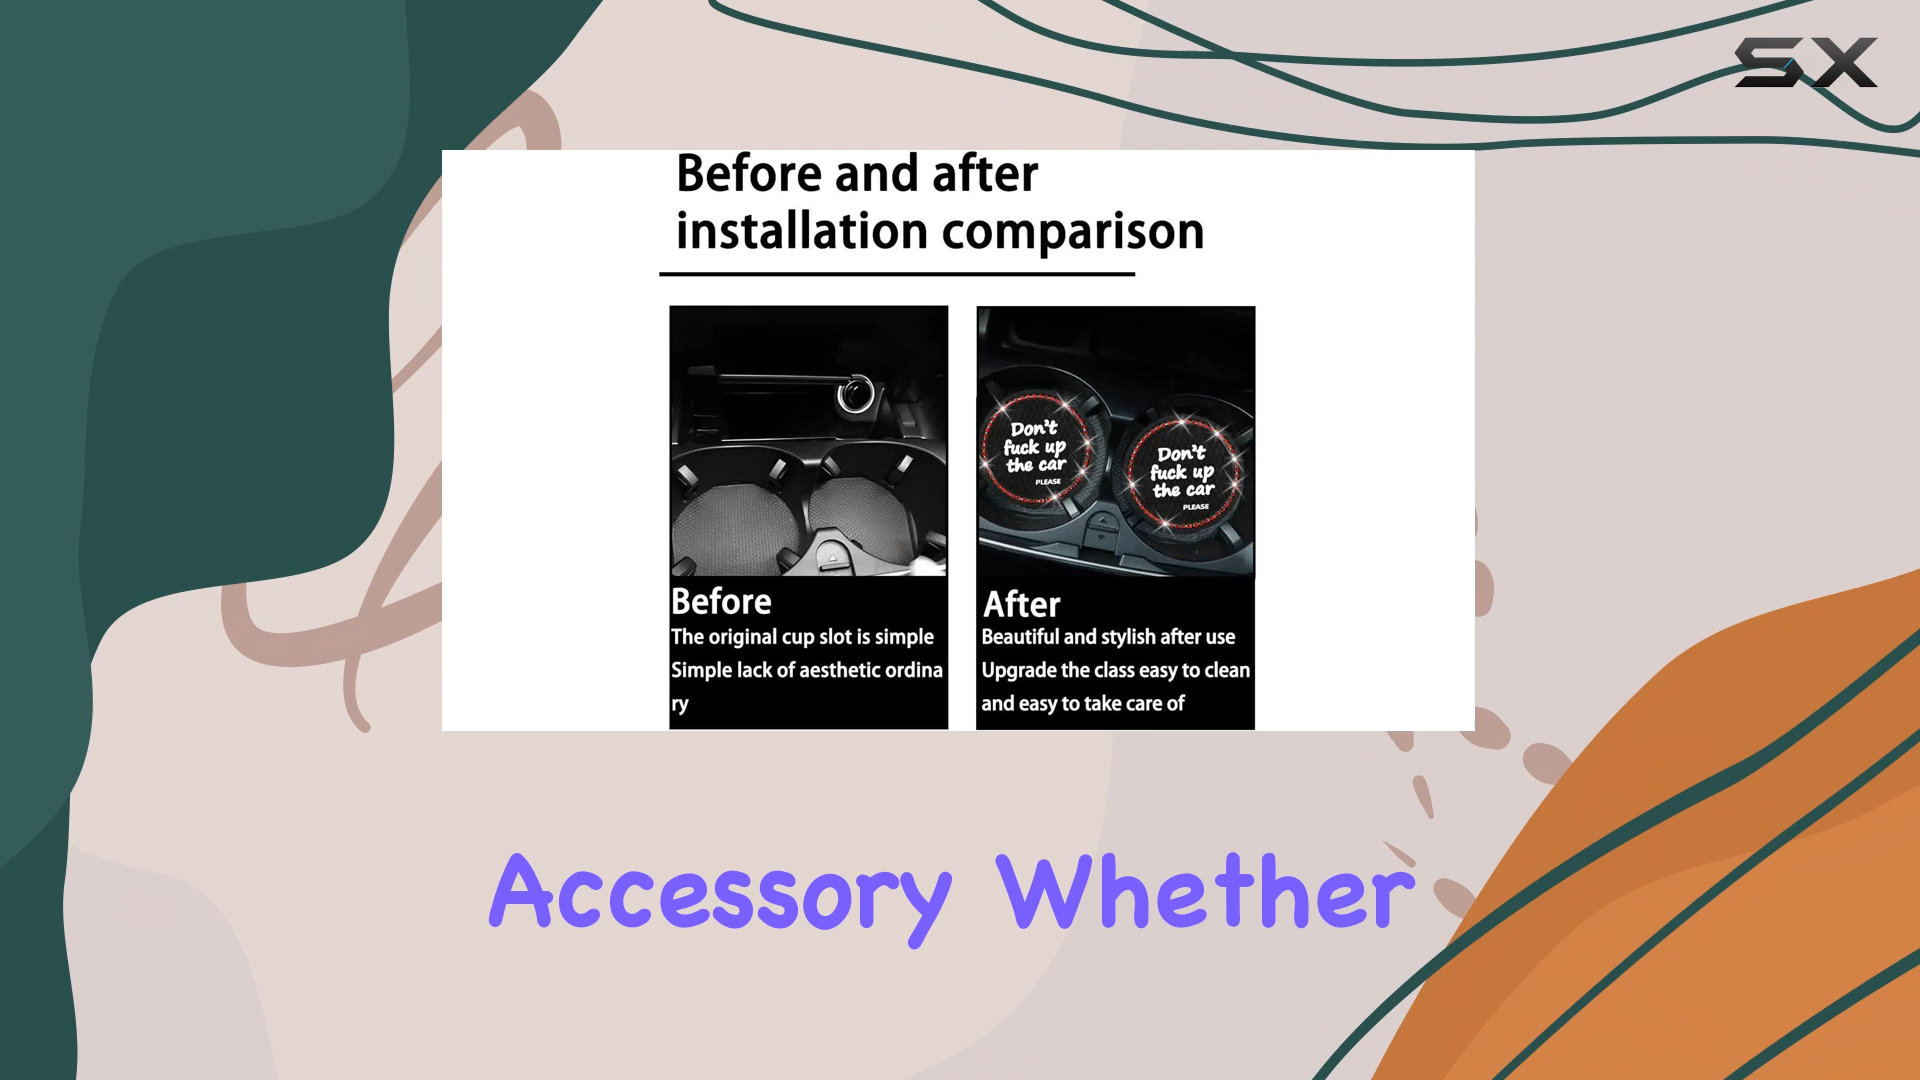 SX
Before and after
installation comparison
Don't
fuck up
the car
PLEASE
Don't
fuck up
the car
PLEASE
Before
The original cup slot is simple
Simple lack of aesthetic ordina
ry
After
Beautiful and stylish after use
Upgrade the class easy to clean
and easy to take care of
Accessory Whether